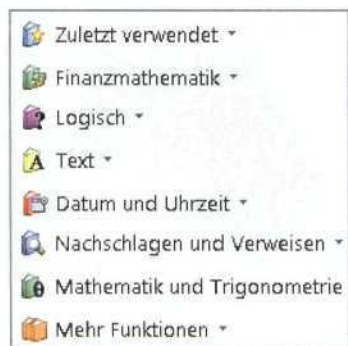 Zuletzt verwendet
Finanzmathematik
Logisch
Text
Datum und Uhrzeit
Nachschlagen und Verweisen
Mathematik und Trigonometrie
Mehr Funktionen